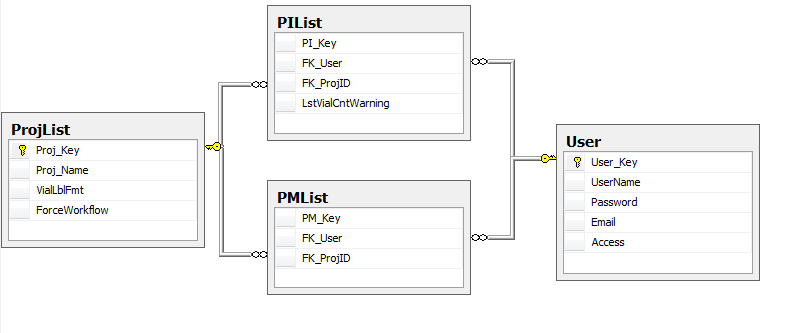 PIList
PI_Key
FK_User
FK_ProjID
LstVialCntWarning
ProjList
Proj_Key
Proj_Name
VialLblFmt
ForceWorkflow
PMList
PM_Key
FK_User
FK_ProjID
User
User_Key
UserName
Password
Email
Access